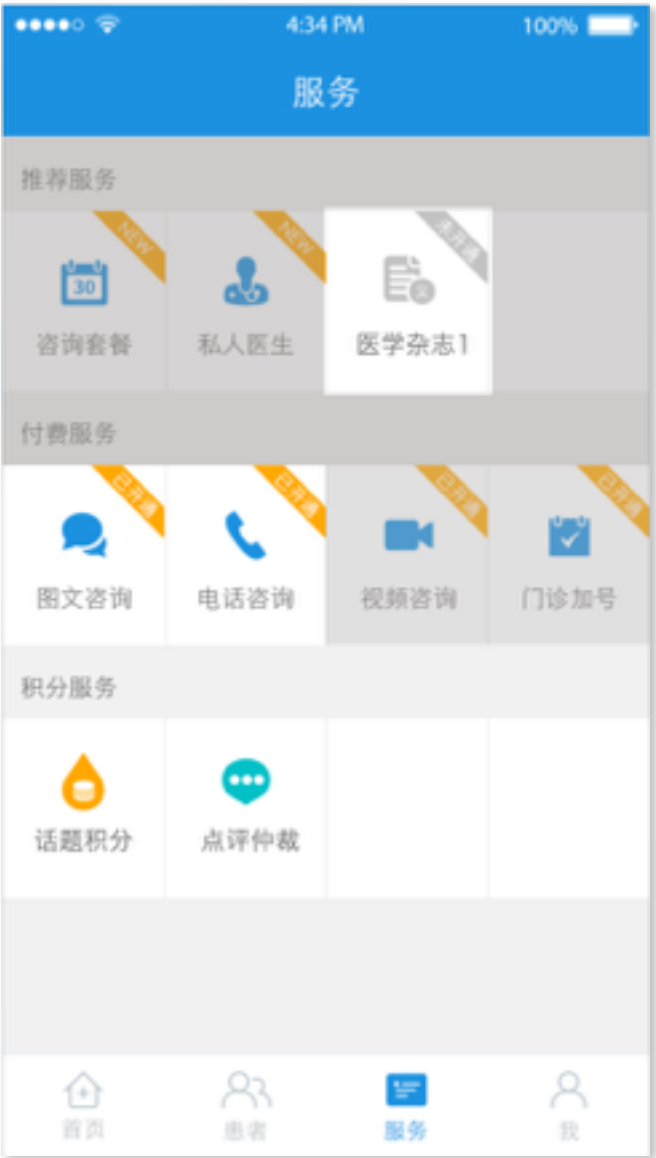 4:34 PM 100%
服务
推荐服务
NEW NEW 未开通
30
咨询套餐 私人医生 医学杂志1
付费服务
已开通 已开通 已开通 已开通
图文咨询 电话咨询 视频咨询 门诊加号
积分服务
话题积分 点评仲裁
首页 患者 服务 我